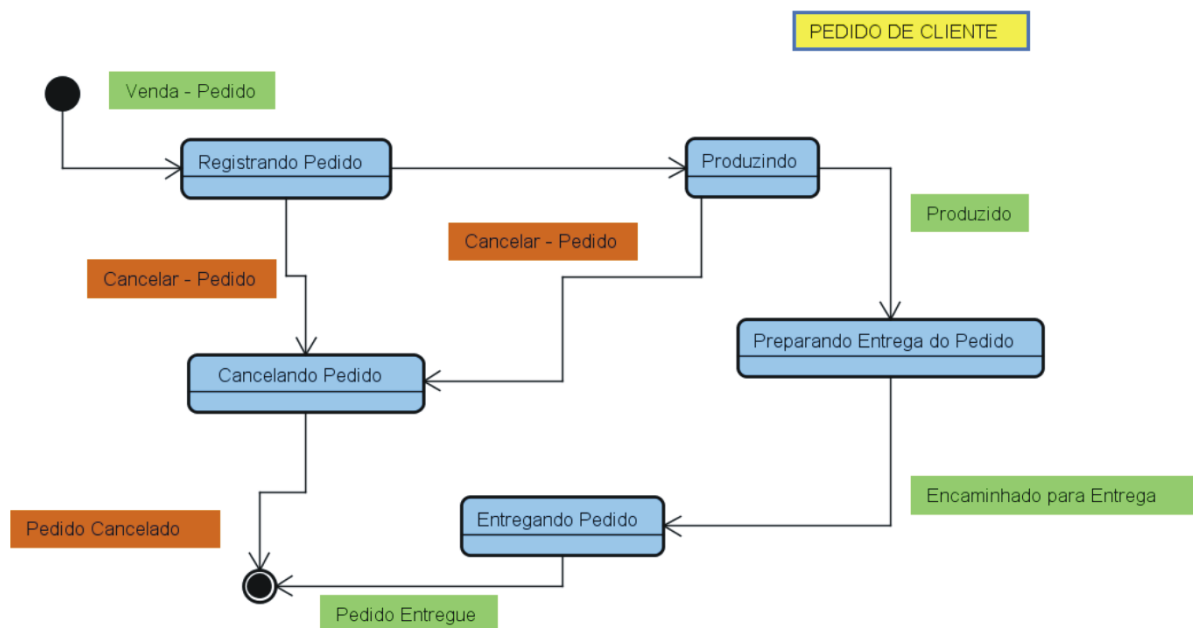 PEDIDO DE CLIENTE
Venda - Pedido
Registrando Pedido
Produzindo
Produzido
Cancelar - Pedido
Cancelar - Pedido
Preparando Entrega do Pedido
Cancelando Pedido
Encaminhado para Entrega
Entregando Pedido
Pedido Cancelado
Pedido Entregue